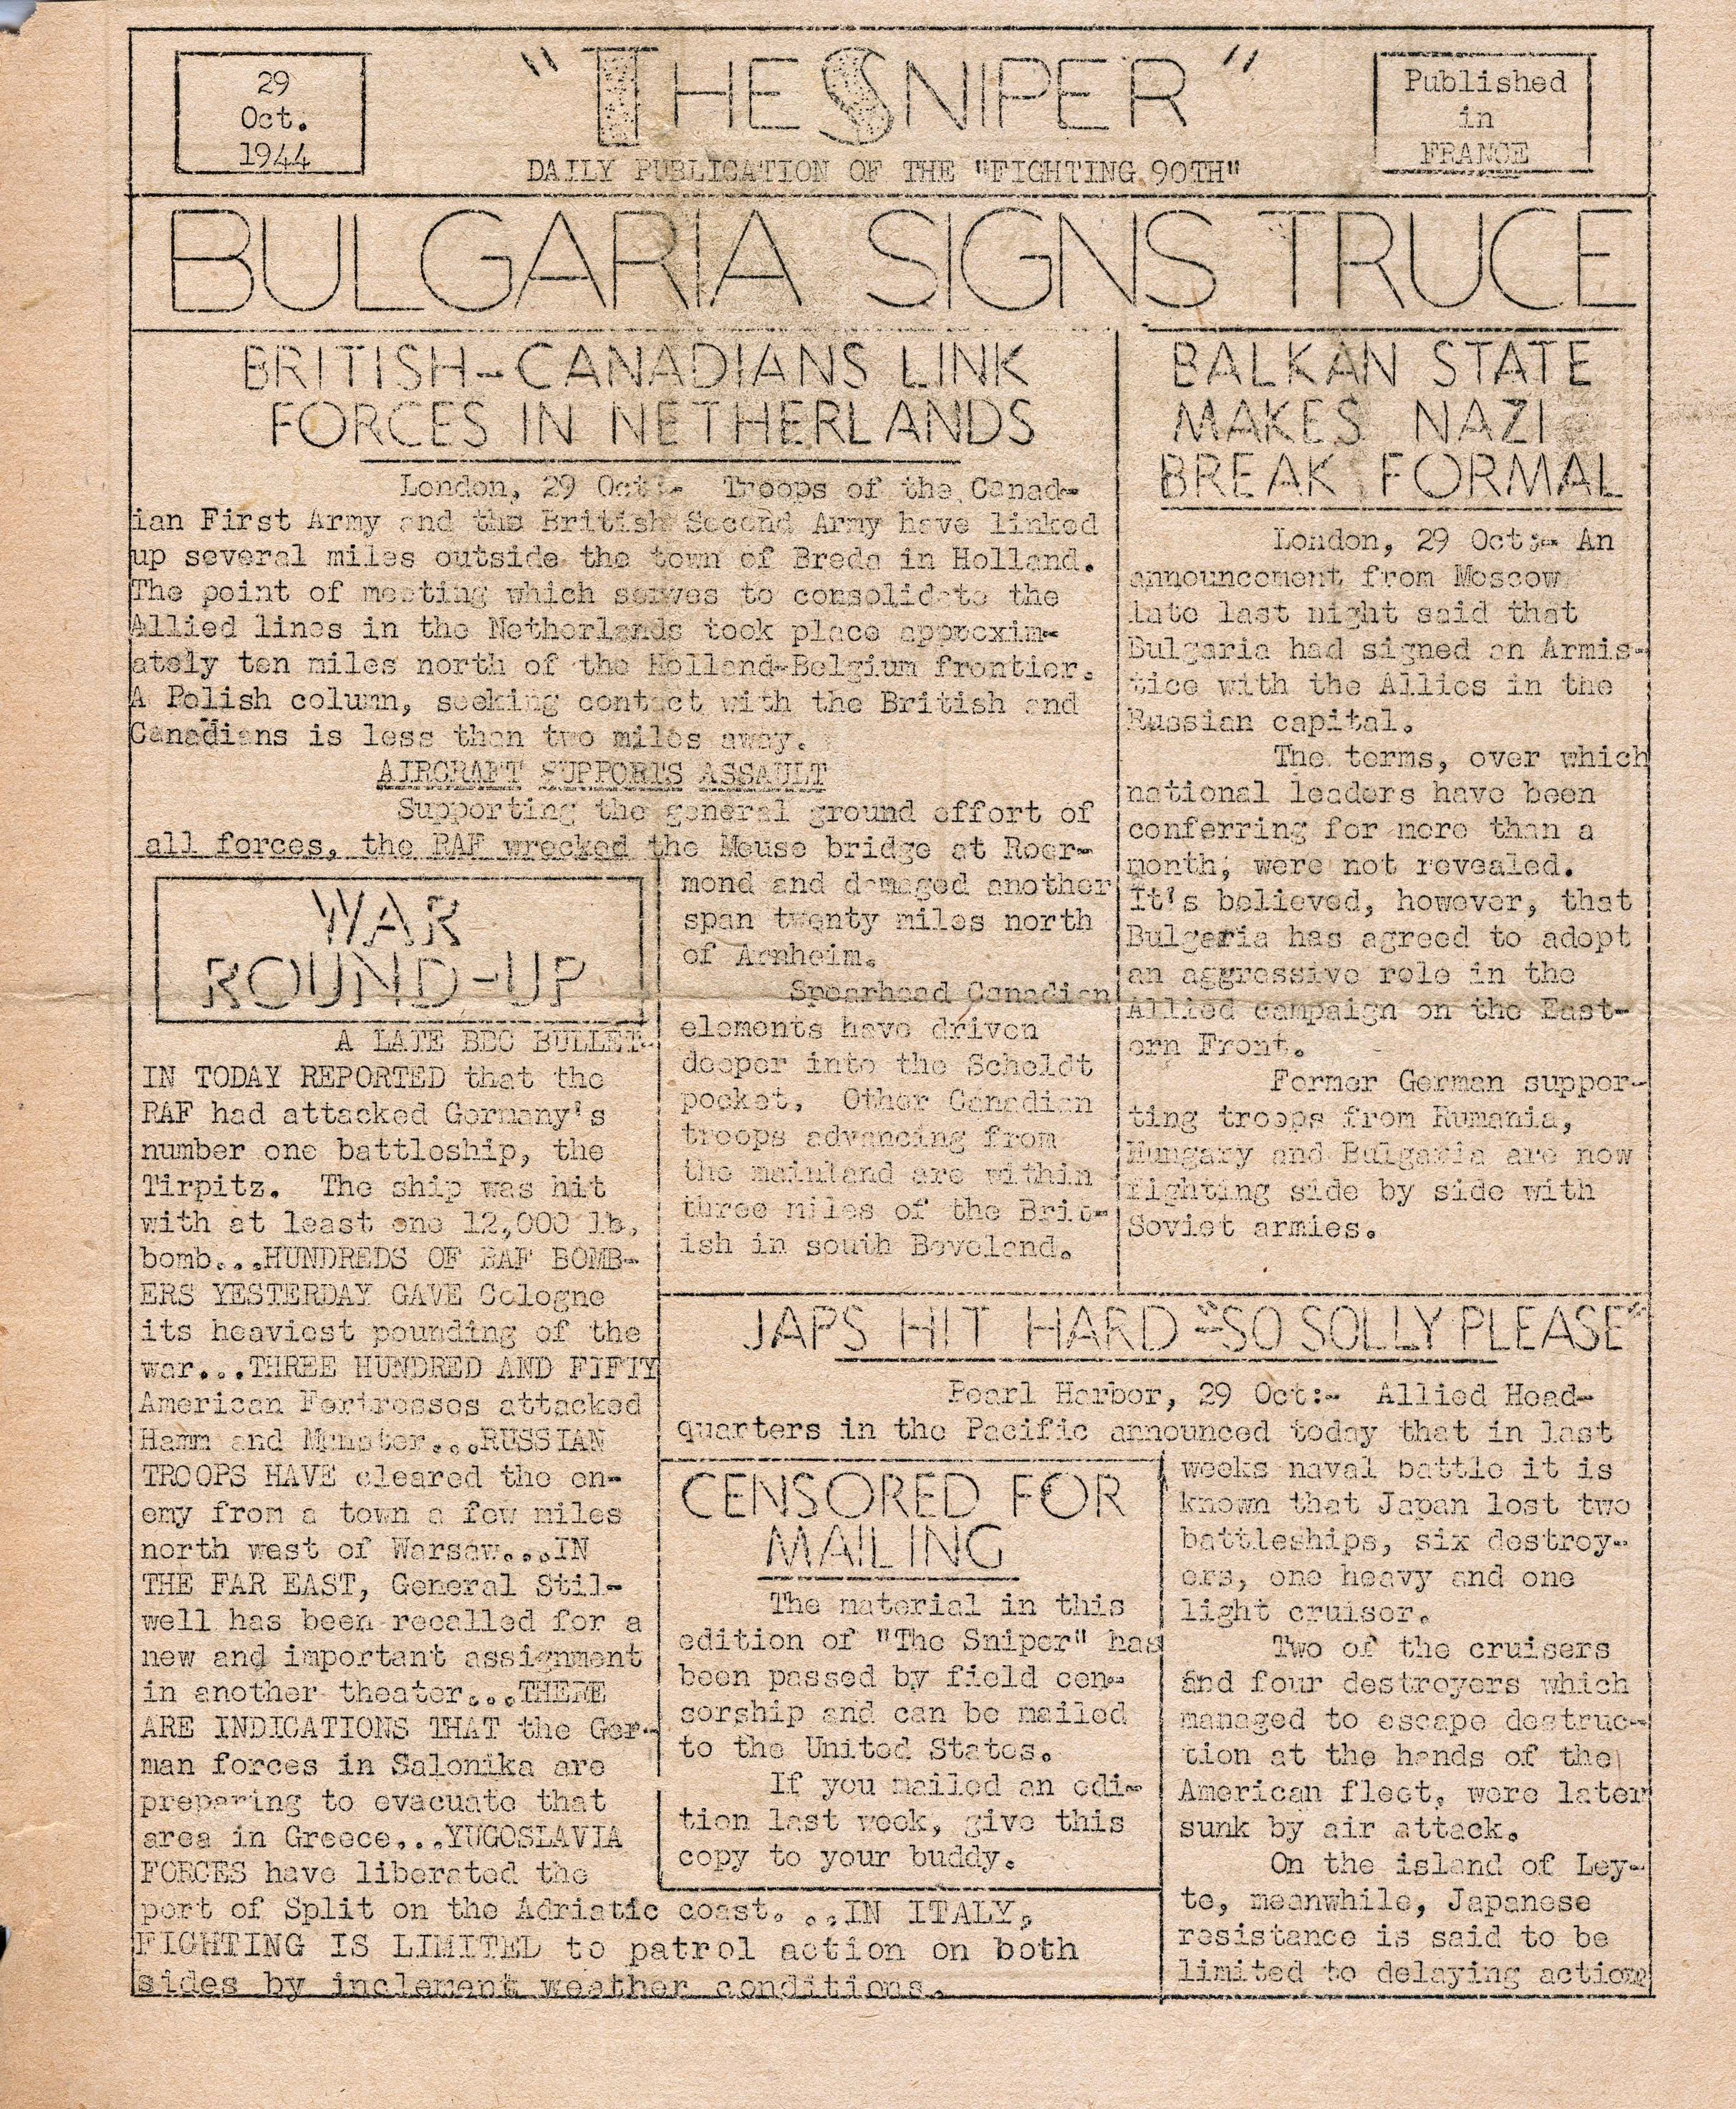 29
Oct.
1944
"THE SNIPER"
DAILY PUBLICATION OF THE "FIGHTING 90TH"
Published
in
FRANCE
BULGARIA SIGNS TRUCE
BRITISH-CANADIANS LINK
FORCES IN NETHERLANDS
London, 29 Oct:- Troops of the Canad-
ian First Army and the British Second Army have linked
up several miles outside the town of Breda in Holland.
The point of meeting which serves to consolidate the
Allied lines in the Netherlands took place approxim-
ately ten miles north of the Holland-Belgium frontier.
A Polish column, seeking contact with the British and
Canadians is less than two miles away.
AIRCRAFT SUPPORTS ASSAULT
Supporting the general ground effort of
all forces, the RAF wrecked the Meuse bridge at Roer-
mond and damaged another
span twenty miles north
of Arnheim.
Spearhead Canadian
elements have driven
deeper into the Scheldt
pocket. Other Canadian
troops advancing from
the mainland are within
three miles of the Brit-
ish in south Beveland.
WAR
ROUND-UP
A LATE BBC BULLET-
IN TODAY REPORTED that the
RAF had attacked Germany's
number one battleship, the
Tirpitz. The ship was hit
with at least one 12,000 lb.
bomb...HUNDREDS OF RAF BOMB-
ERS YESTERDAY GAVE Cologne
its heaviest pounding of the
war...THREE HUNDRED AND FIFTY
American Fortresses attacked
Hamm and Munster...RUSSIAN
TROOPS HAVE cleared the en-
emy from a town a few miles
north west of Warsaw...IN
THE FAR EAST, General Stil-
well has been recalled for a
new and important assignment
in another theater...THERE
ARE INDICATIONS THAT the Ger-
man forces in Salonika are
preparing to evacuate that
area in Greece...YUGOSLAVIA
FORCES have liberated the
port of Split on the Adriatic coast. ..IN ITALY,
FIGHTING IS LIMITED to patrol action on both
sides by inclement weather conditions.
BALKAN STATE
MAKES NAZI
BREAK FORMAL
London, 29 Oct:- An
announcement from Moscow
late last night said that
Bulgaria had signed an Armis-
tice with the Allies in the
Russian capital.
The terms, over which
national leaders have been
conferring for more than a
month, were not revealed.
It's believed, however, that
Bulgaria has agreed to adopt
an aggressive role in the
Allied campaign on the East-
ern Front.
Former German suppor-
ting troops from Rumania,
Hungary and Bulgaria are now
fighting side by side with
Soviet armies.
JAPS HIT HARD -"SO SOLLY PLEASE"
Pearl Harbor, 29 Oct:- Allied Head-
quarters in the Pacific announced today that in last
weeks naval battle it is
known that Japan lost two
battleships, six destroy-
ers, one heavy and one
light cruiser.
Two of the cruisers
and four destroyers which
managed to escape destruc-
tion at the hands of the
American fleet, were later
sunk by air attack.
On the island of Ley-
te, meanwhile, Japanese
resistance is said to be
limited to delaying action
CENSORED FOR
MAILING
The material in this
edition of "The Sniper" has
been passed by field cen-
sorship and can be mailed
to the United States.
If you mailed an edi-
tion last week, give this
copy to your buddy.